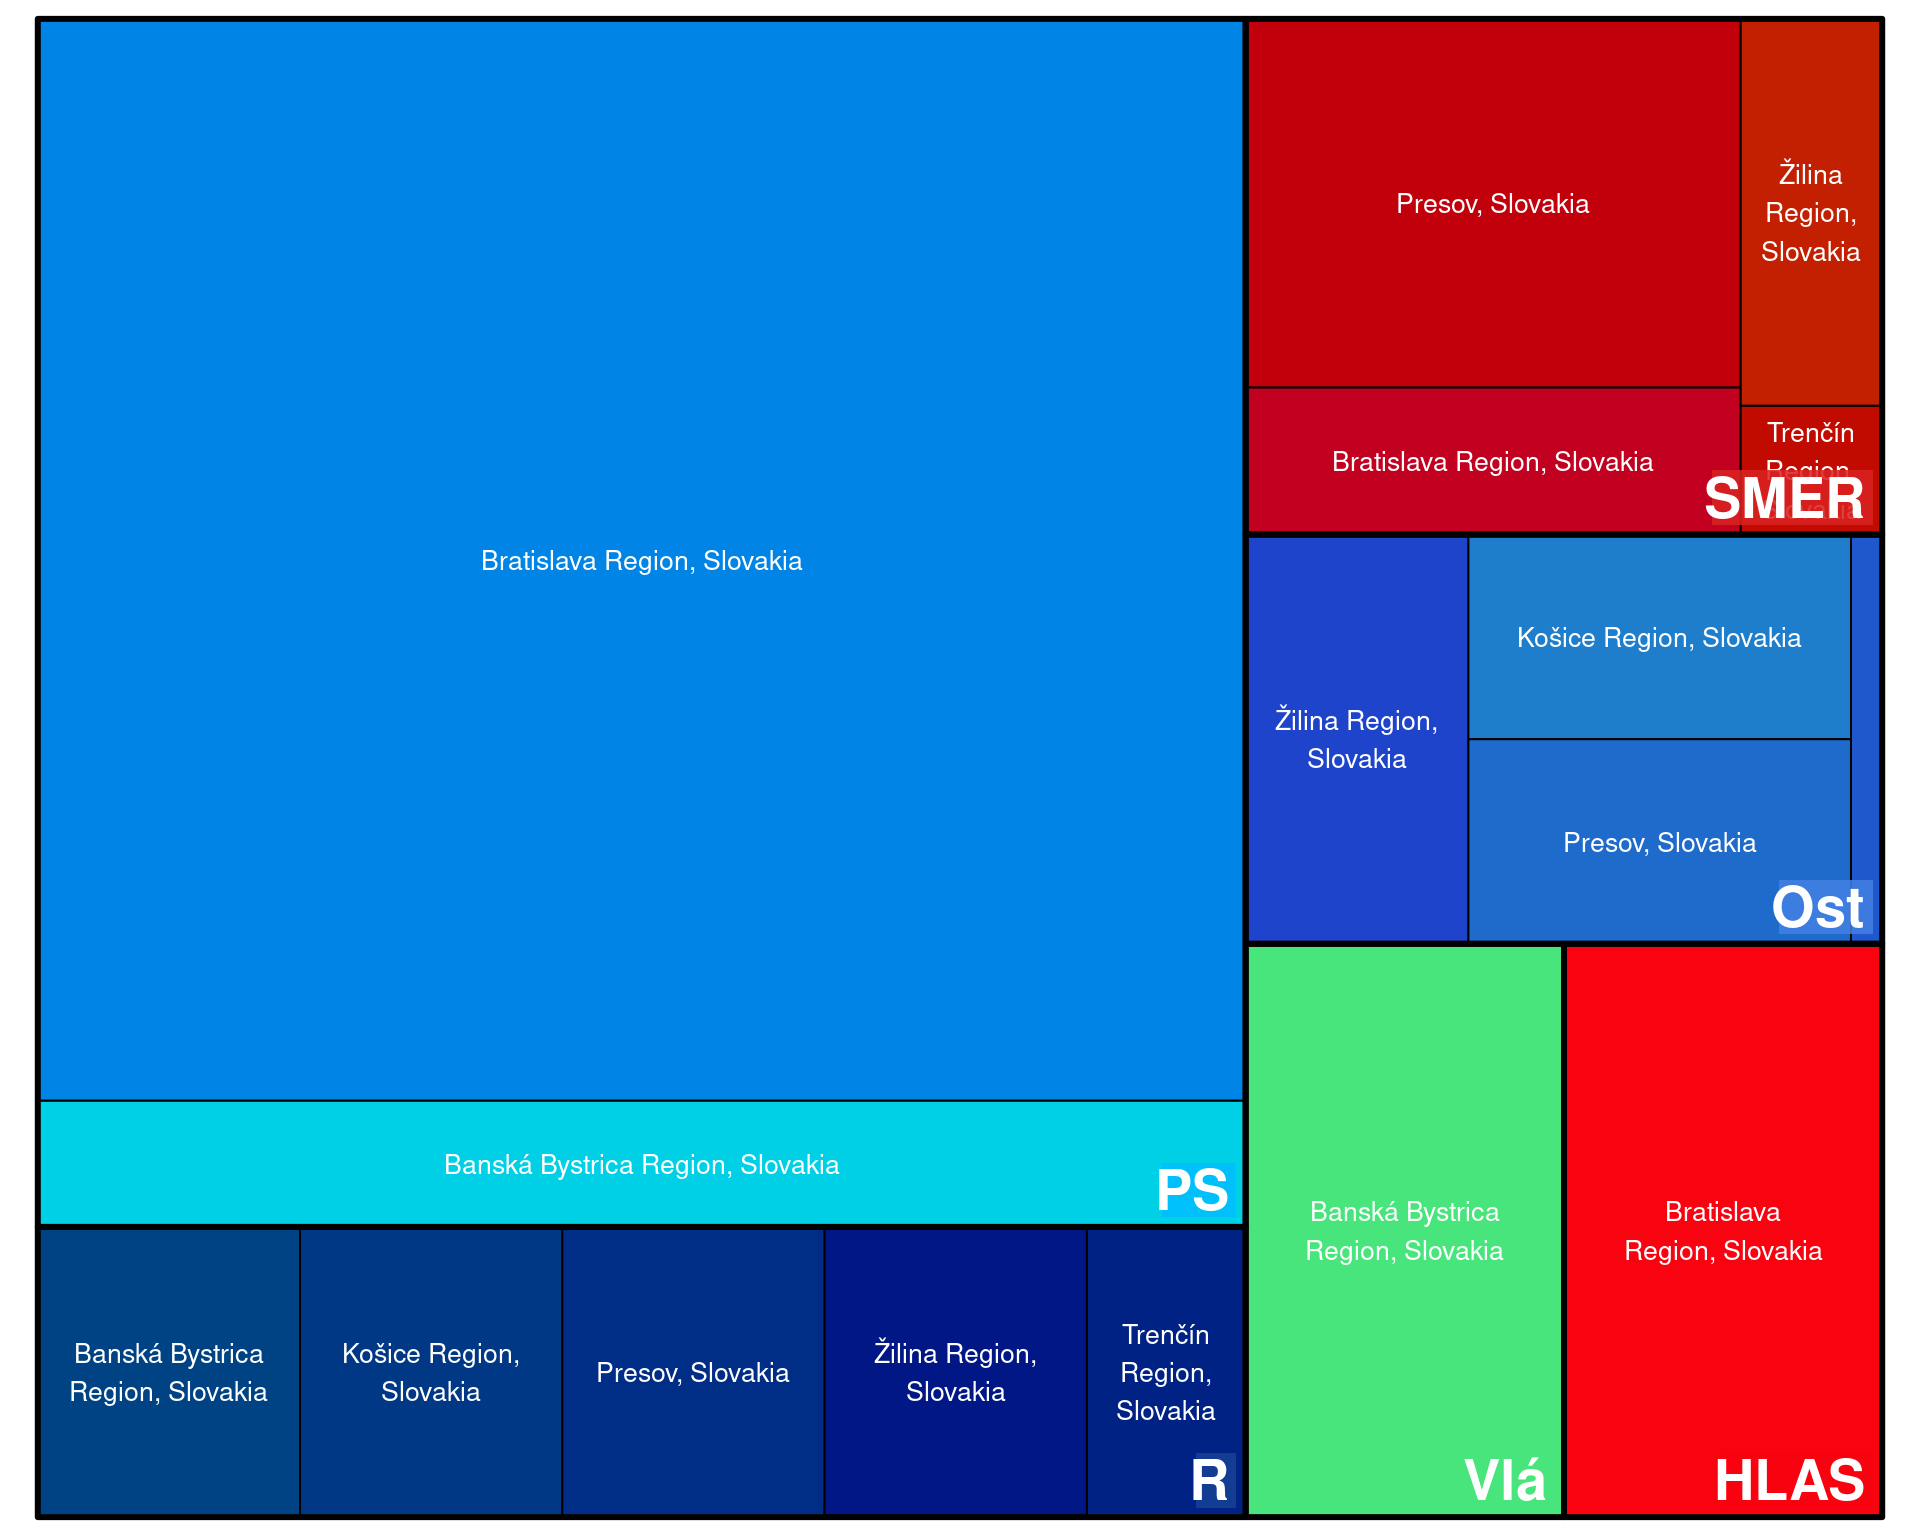 Bratislava Region, Slovakia
Banská Bystrica Region, Slovakia
PS
Banská Bystrica
Region, Slovakia
Košice Region,
Slovakia
Presov, Slovakia
Žilina Region,
Slovakia
Trenčín
Region,
Slovakia
R
Presov, Slovakia
Žilina
Region,
Slovakia
Bratislava Region, Slovakia
Trenčín
Region,
SMER
Žilina Region,
Slovakia
Košice Region, Slovakia
Presov, Slovakia
Ost
Banská Bystrica
Region, Slovakia
Vlá
Bratislava
Region, Slovakia
HLAS